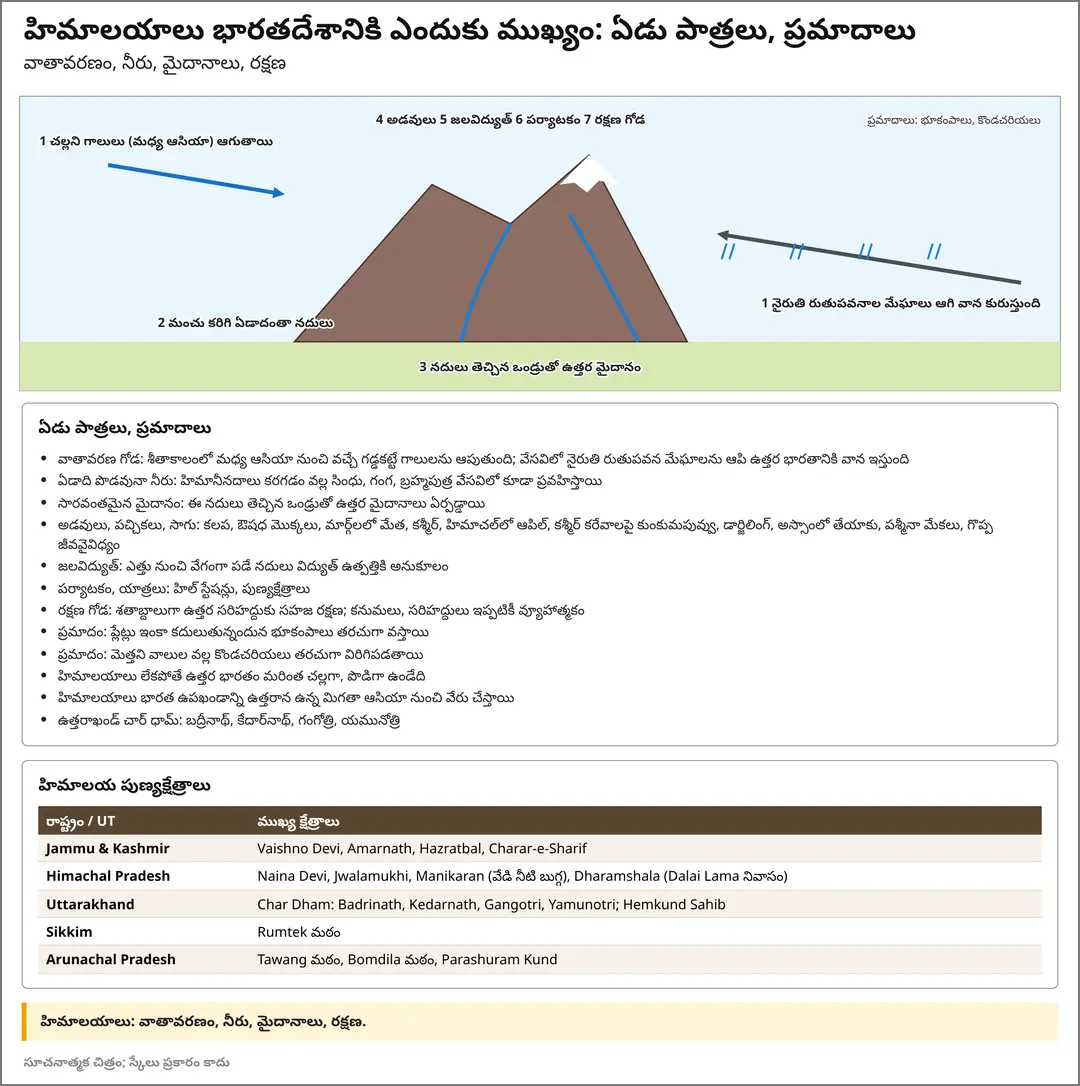 హిమాలయాలు భారతదేశానికి ఎందుకు ముఖ్యం: ఏడు పాత్రలు, ప్రమాదాలు
వాతావరణం, నీరు, మైదానాలు, రక్షణ
4 అడవులు 5 జలవిద్యుత్ 6 పర్యాటకం 7 రక్షణ గోడ
ప్రమాదాలు: భూకంపాలు, కొండచరియలు
1 చల్లని గాలులు (మధ్య ఆసియా) ఆగుతాయి
1 నైరుతి రుతుపవనాల మేఘాలు ఆగి వాన కురుస్తుంది
2 మంచు కరిగి ఏడాదంతా నదులు
3 నదులు తెచ్చిన ఒండ్రుతో ఉత్తర మైదానం
ఏడు పాత్రలు, ప్రమాదాలు
• వాతావరణ గోడ: శీతాకాలంలో మధ్య ఆసియా నుంచి వచ్చే గడ్డకట్టే గాలులను ఆపుతుంది; వేసవిలో నైరుతి రుతుపవన మేఘాలను ఆపి ఉత్తర భారతానికి వాన ఇస్తుంది
• ఏడాది పొడవునా నీరు: హిమానీనదాలు కరగడం వల్ల సింధు, గంగ, బ్రహ్మపుత్ర వేసవిలో కూడా ప్రవహిస్తాయి
• సారవంతమైన మైదానం: ఈ నదులు తెచ్చిన ఒండ్రుతో ఉత్తర మైదానాలు ఏర్పడ్డాయి
• అడవులు, పచ్చికలు, సాగు: కలప, ఔషధ మొక్కలు, మార్గ్‌లలో మేత, కశ్మీర్, హిమాచల్‌లో ఆపిల్, కశ్మీర్ కరేవాలపై కుంకుమపువ్వు, డార్జిలింగ్, అస్సాంలో తేయాకు, పశ్మీనా మేకలు, గొప్ప
జీవవైవిధ్యం
• జలవిద్యుత్: ఎత్తు నుంచి వేగంగా పడే నదులు విద్యుత్ ఉత్పత్తికి అనుకూలం
• పర్యాటకం, యాత్రలు: హిల్ స్టేషన్లు, పుణ్యక్షేత్రాలు
• రక్షణ గోడ: శతాబ్దాలుగా ఉత్తర సరిహద్దుకు సహజ రక్షణ; కనుమలు, సరిహద్దులు ఇప్పటికీ వ్యూహాత్మకం
• ప్రమాదం: ప్లేట్లు ఇంకా కదులుతున్నందున భూకంపాలు తరచుగా వస్తాయి
• ప్రమాదం: మెత్తని వాలుల వల్ల కొండచరియలు తరచుగా విరిగిపడతాయి
• హిమాలయాలు లేకపోతే ఉత్తర భారతం మరింత చల్లగా, పొడిగా ఉండేది
• హిమాలయాలు భారత ఉపఖండాన్ని ఉత్తరాన ఉన్న మిగతా ఆసియా నుంచి వేరు చేస్తాయి
• ఉత్తరాఖండ్ చార్ ధామ్: బద్రీనాథ్, కేదార్‌నాథ్, గంగోత్రి, యమునోత్రి
హిమాలయ పుణ్యక్షేత్రాలు
రాష్ట్రం / UT ముఖ్య క్షేత్రాలు
Jammu & Kashmir Vaishno Devi, Amarnath, Hazratbal, Charar-e-Sharif
Himachal Pradesh Naina Devi, Jwalamukhi, Manikaran (వేడి నీటి బుగ్గ), Dharamshala (Dalai Lama నివాసం)
Uttarakhand Char Dham: Badrinath, Kedarnath, Gangotri, Yamunotri; Hemkund Sahib
Sikkim Rumtek మఠం
Arunachal Pradesh Tawang మఠం, Bomdila మఠం, Parashuram Kund
హిమాలయాలు: వాతావరణం, నీరు, మైదానాలు, రక్షణ.
సూచనాత్మక చిత్రం; స్కేలు ప్రకారం కాదు